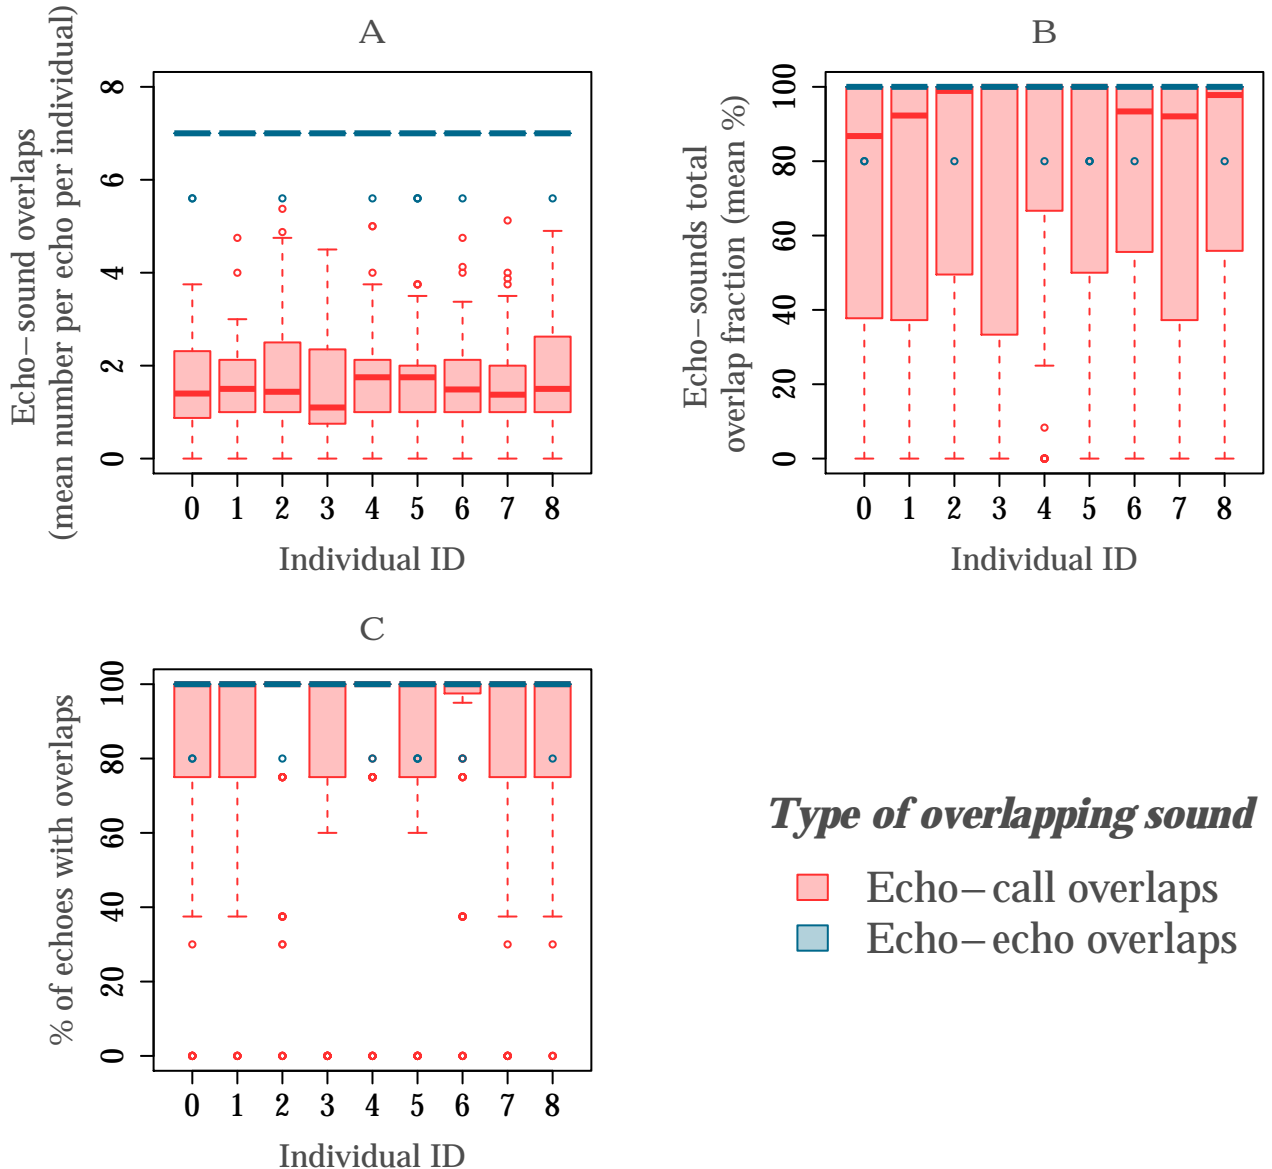 A
Echo−sound overlaps
(mean number per echo per individual)
8
6
4
2
0
0 1 2 3 4 5 6 7 8
Individual ID
B
Echo−sounds total
overlap fraction (mean %)
100
80
60
40
20
0
0 1 2 3 4 5 6 7 8
Individual ID
C
% of echoes with overlaps
100
80
60
40
20
0
0 1 2 3 4 5 6 7 8
Individual ID
Type of overlapping sound
Echo−call overlaps
Echo−echo overlaps